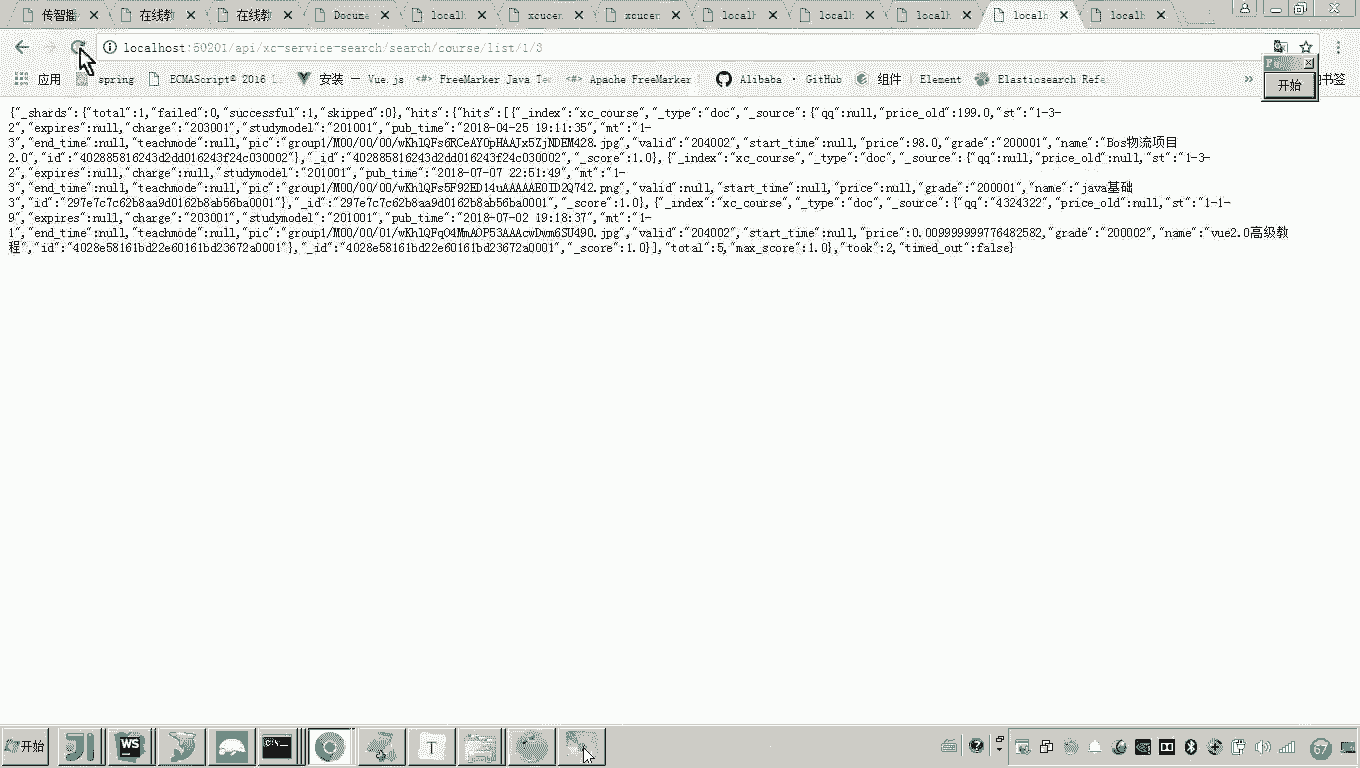 传智播 在线教 在线教 Docume localh xcucen xcucen localh localh localh localh localh
localhost:50201/api/xc-service-search/search/course/list/1/3
应用 spring ECMAScript® 2016 L 安装 — Vue.js FreeMarker Java Te Apache FreeMarker Alibaba · GitHub 组件 | Element Elasticsearch Refe » 书签
开始
{"_shards":{"total":1,"failed":0,"successful":1,"skipped":0},"hits":{"hits":[{"_index":"xc_course","_type":"doc","_source":{"qq":null,"price_old":199.0,"st":"1-3-
2","expires":null,"charge":"203001","studymodel":"201001","pub_time":"2018-04-25 19:11:35","mt":"1-
3","end_time":null,"teachmode":null,"pic":"group1/M00/00/00/wKhlQFs6RCeAY0pHAAJx5ZjNDEM428.jpg","valid":"204002","start_time":null,"price":98.0,"grade":"200001","name":"Bos物流项目
2.0","id":"402885816243d2dd016243f24c030002"},"_id":"402885816243d2dd016243f24c030002","_score":1.0},{"_index":"xc_course","_type":"doc","_source":{"qq":null,"price_old":null,"st":"1-3-
2","expires":null,"charge":null,"studymodel":"201001","pub_time":"2018-07-07 22:51:49","mt":"1-
3","end_time":null,"teachmode":null,"pic":"group1/M00/00/00/wKhlQFs5F92ED14uAAAAAE0ID2Q742.png","valid":null,"start_time":null,"price":null,"grade":"200001","name":"java基础
3","id":"297e7c7c62b8aa9d0162b8ab56ba0001"},"_id":"297e7c7c62b8aa9d0162b8ab56ba0001","_score":1.0},{"_index":"xc_course","_type":"doc","_source":{"qq":"4324322","price_old":null,"st":"1-1-
9","expires":null,"charge":"203001","studymodel":"201001","pub_time":"2018-07-02 19:18:37","mt":"1-
1","end_time":null,"teachmode":null,"pic":"group1/M00/00/01/wKhlQFqO4MmAOP53AAAcwDwm6SU490.jpg","valid":"204002","start_time":null,"price":0.009999999776482582,"grade":"200002","name":"vue2.0高级教
程","id":"4028e58161bd22e60161bd23672a0001"},"_id":"4028e58161bd22e60161bd23672a0001","_score":1.0}],"total":5,"max_score":1.0},"took":2,"timed_out":false}
开始 WS T 67